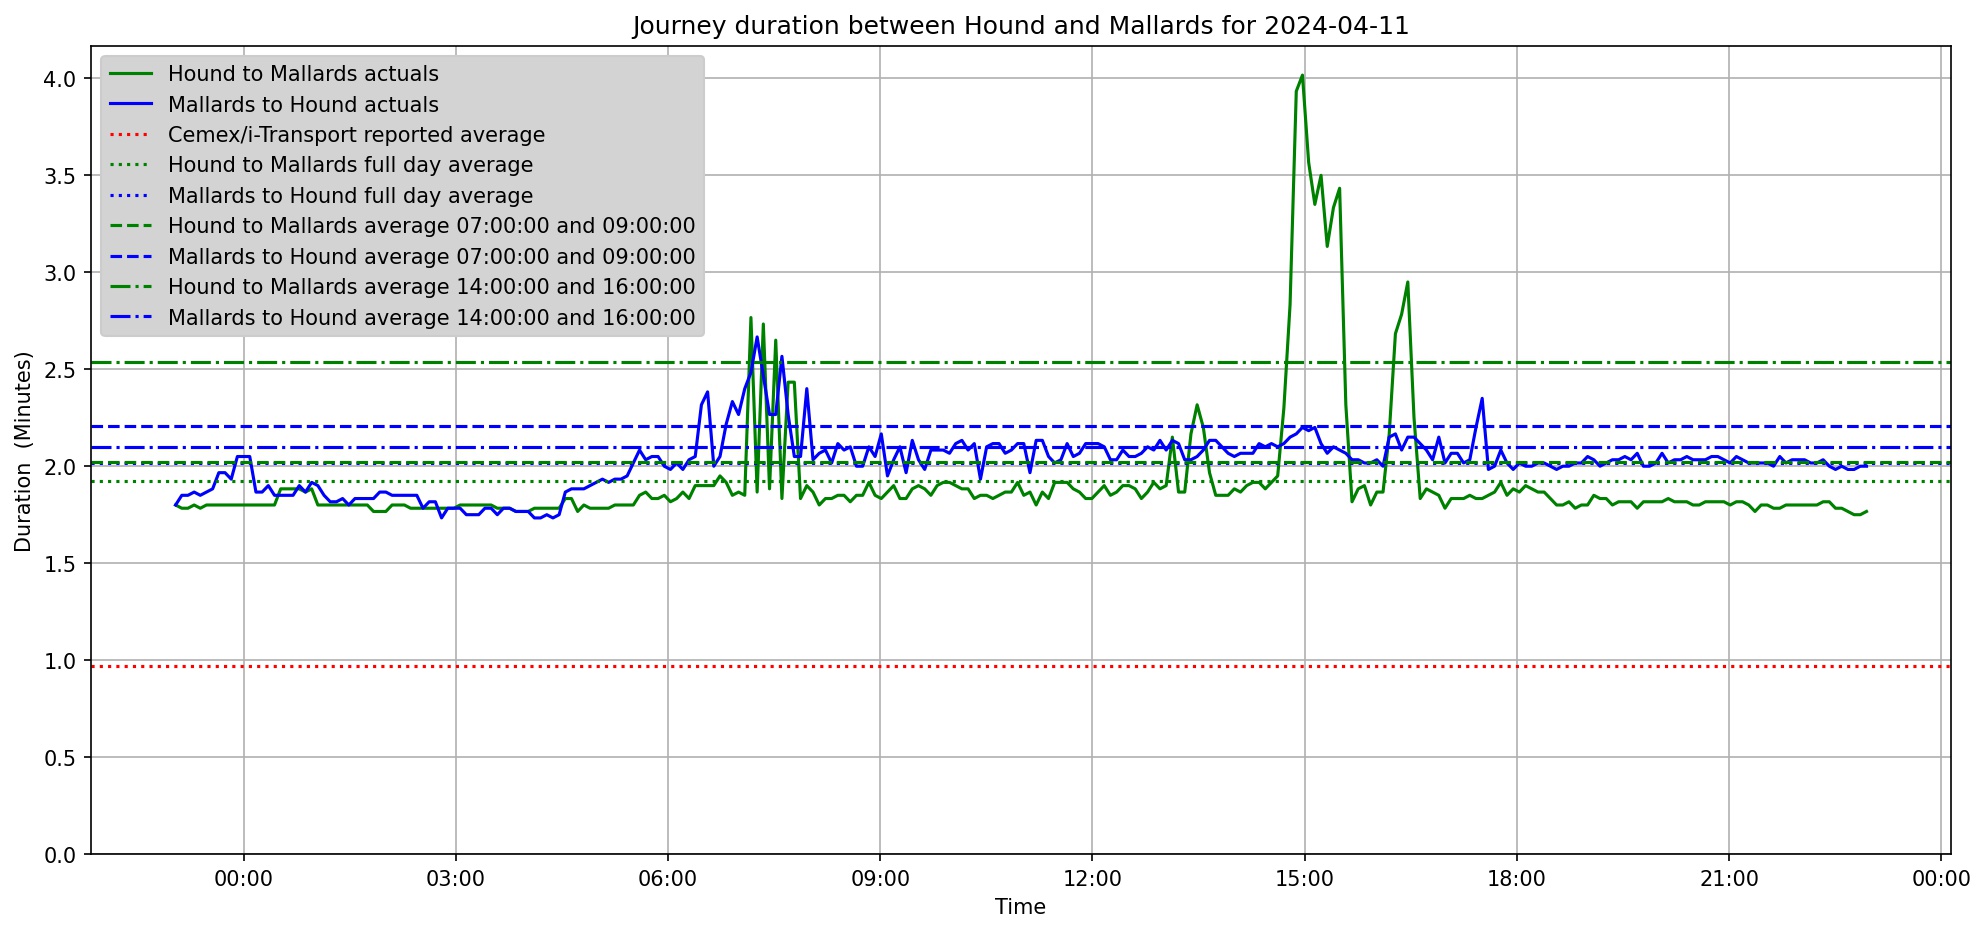 Journey duration between Hound and Mallards for 2024-04-11
Hound to Mallards actuals
Mallards to Hound actuals
Cemex/i-Transport reported average
Hound to Mallards full day average
Mallards to Hound full day average
Hound to Mallards average 07:00:00 and 09:00:00
Mallards to Hound average 07:00:00 and 09:00:00
Hound to Mallards average 14:00:00 and 16:00:00
Mallards to Hound average 14:00:00 and 16:00:00
Duration (Minutes)
4.0
3.5
3.0
2.5
2.0
1.5
1.0
0.5
0.0
00:00 03:00 06:00 09:00 12:00 15:00 18:00 21:00 00:00
Time